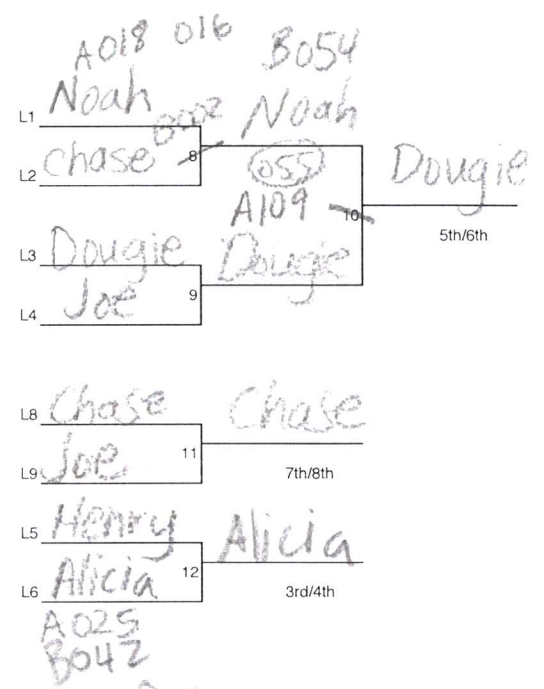 A018 016 B054
L1 Noah B002 Noah
L2 chase 8 055 Dougie
A109 10
5th/6th
L3 Dougie Dougie
L4 Joe 9
L8 Chase Chase
L9 Joe 11
7th/8th
L5 Henry Alicia
L6 Alicia 12
3rd/4th
A025
B042